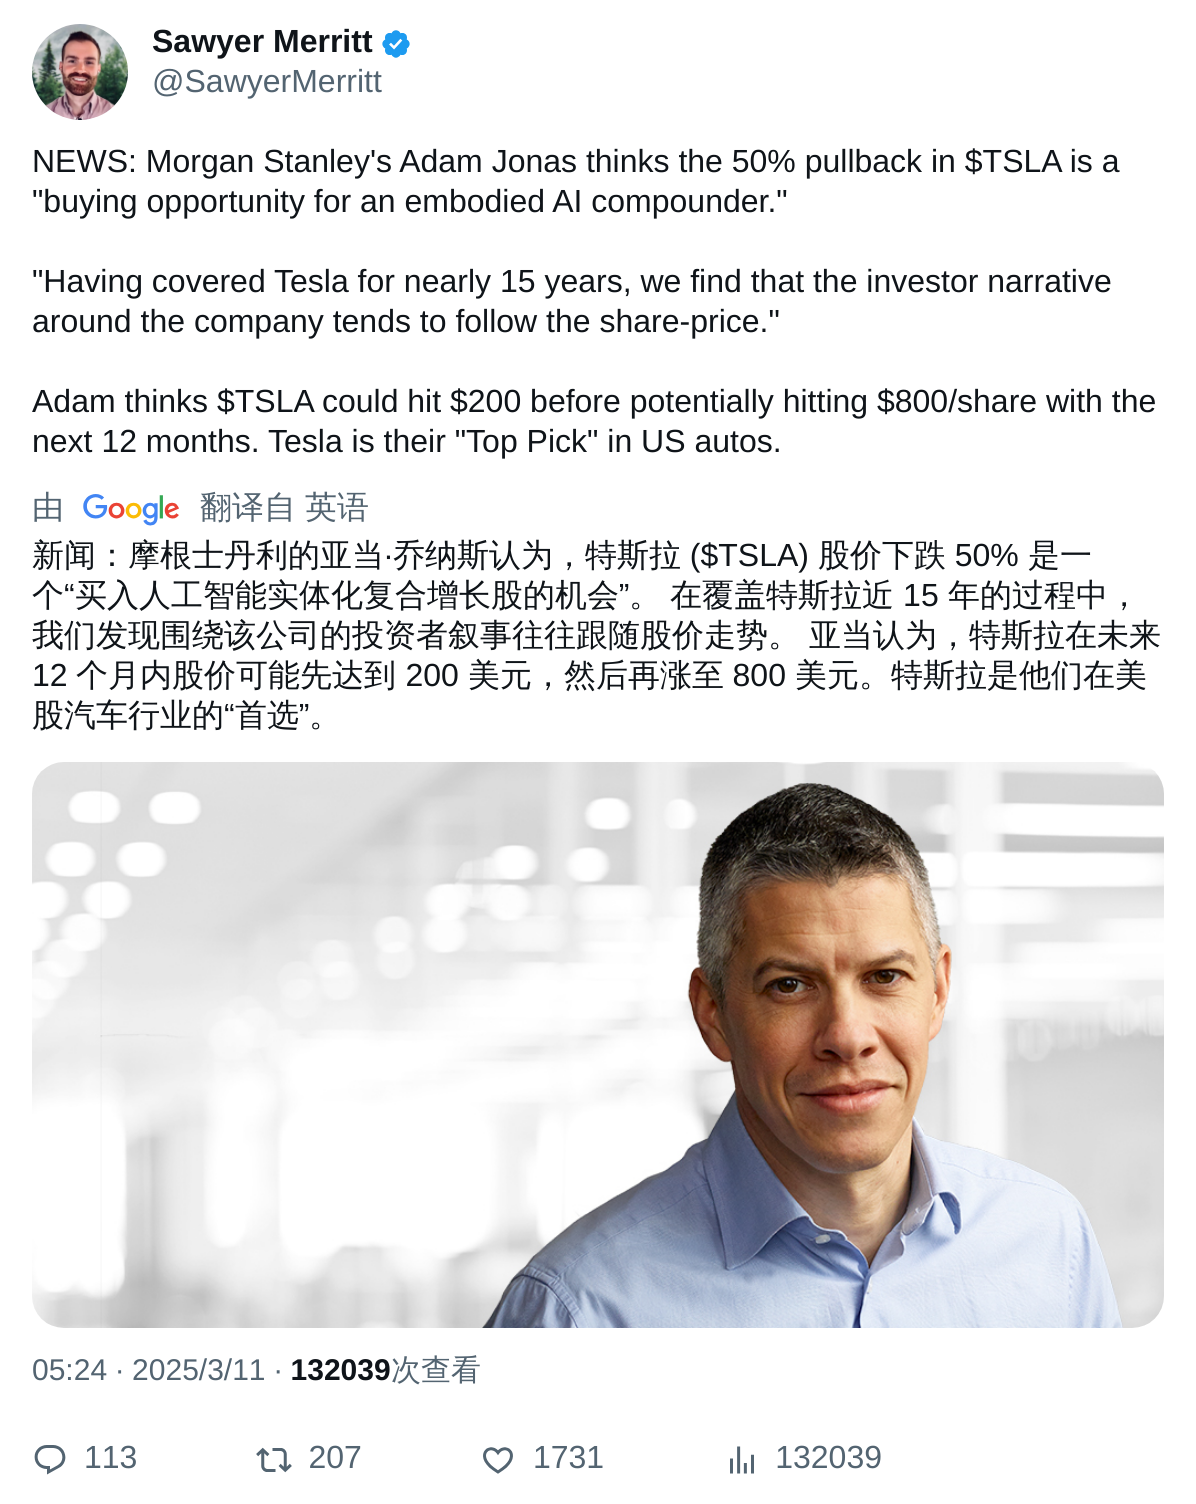 Sawyer Merritt
@SawyerMerritt
NEWS: Morgan Stanley's Adam Jonas thinks the 50% pullback in $TSLA is a
"buying opportunity for an embodied AI compounder."
"Having covered Tesla for nearly 15 years, we find that the investor narrative
around the company tends to follow the share-price."
Adam thinks $TSLA could hit $200 before potentially hitting $800/share with the
next 12 months. Tesla is their "Top Pick" in US autos.
由 Google 翻译自 英语
新闻：摩根士丹利的亚当·乔纳斯认为，特斯拉 ($TSLA) 股价下跌 50% 是一
个“买入人工智能实体化复合增长股的机会”。 在覆盖特斯拉近 15 年的过程中，
我们发现围绕该公司的投资者叙事往往跟随股价走势。 亚当认为，特斯拉在未来
12 个月内股价可能先达到 200 美元，然后再涨至 800 美元。特斯拉是他们在美
股汽车行业的“首选”。
05:24 · 2025/3/11 · 132039次查看
113 207 1731 132039